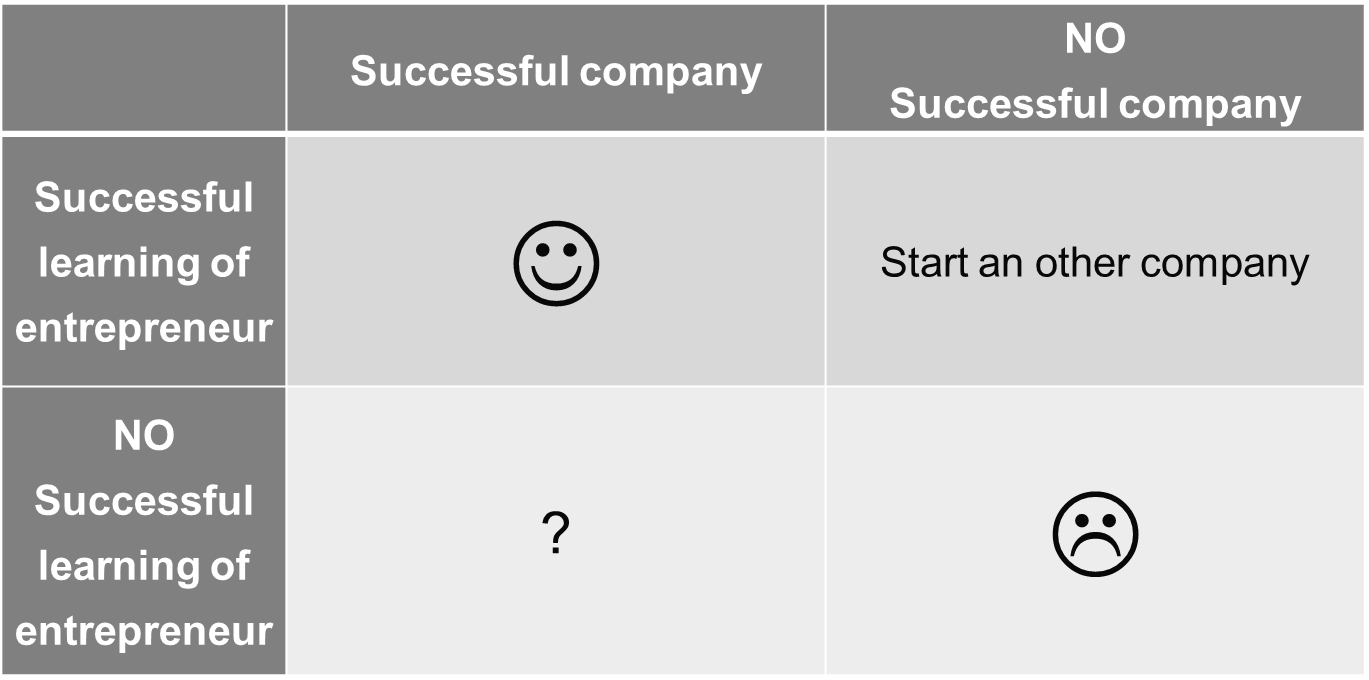 Successful company
NO
Successful company
Successful
learning of
entrepreneur
Start an other company
NO
Successful
learning of
entrepreneur
?